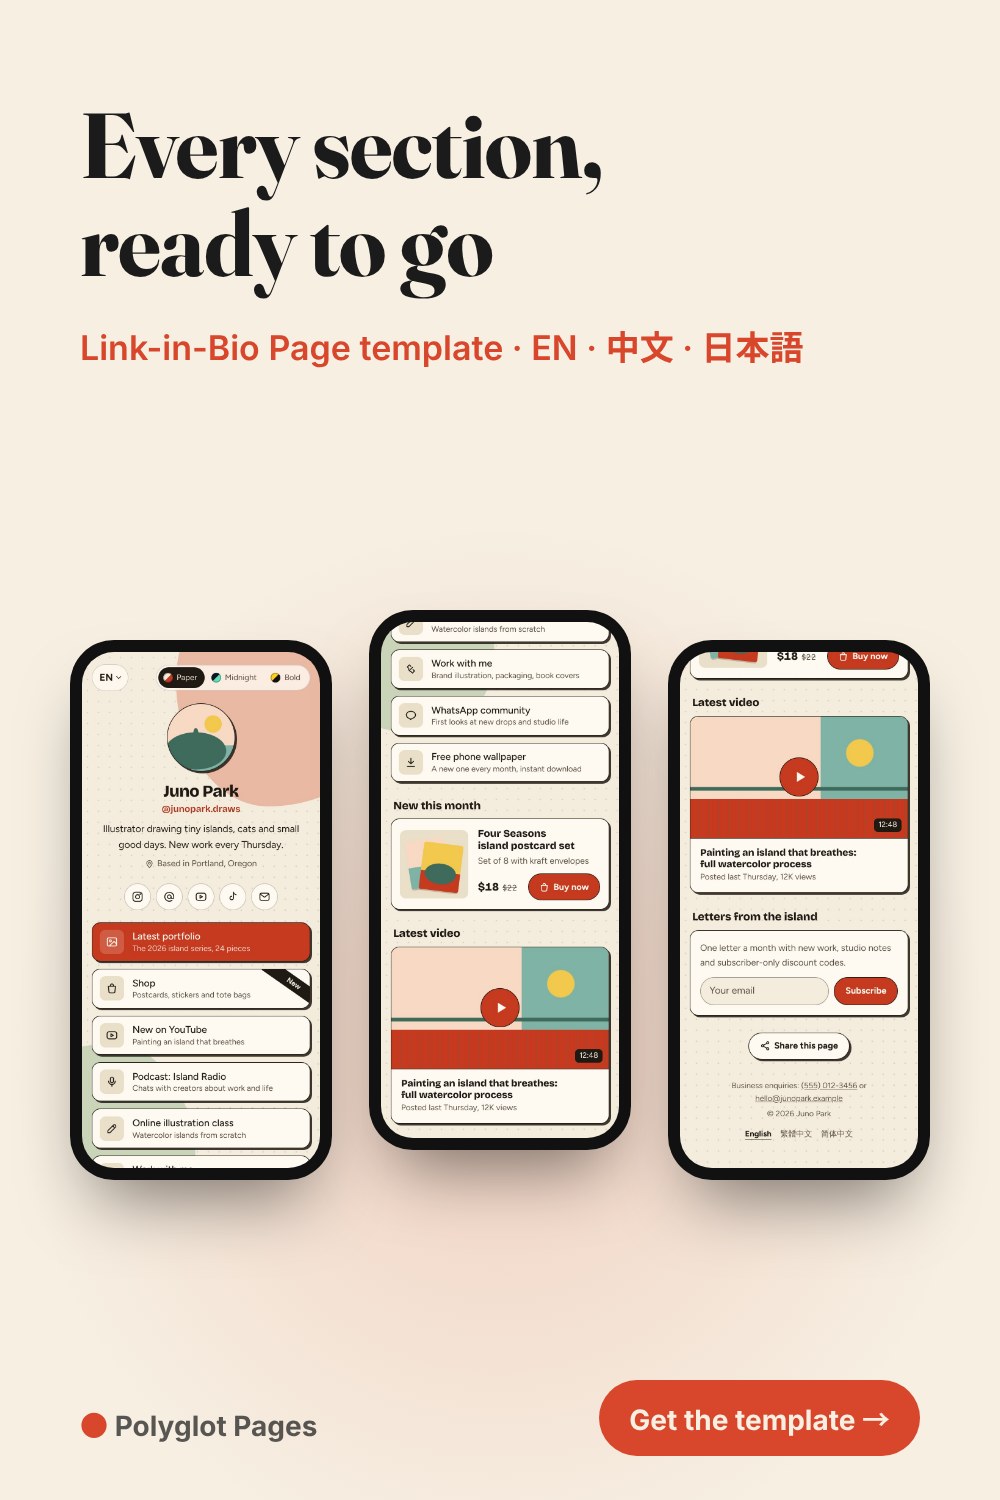 Every section,
ready to go
Link-in-Bio Page template · EN · 中文 · 日本語
EN
Paper
Midnight
Bold
Juno Park
@junopark.draws
Illustrator drawing tiny islands, cats and small
good days. New work every Thursday.
Based in Portland, Oregon
Latest portfolio
The 2026 island series, 24 pieces
Shop
Postcards, stickers and tote bags
New
New on YouTube
Painting an island that breathes
Podcast: Island Radio
Chats with creators about work and life
Online illustration class
Watercolor islands from scratch
Watercolor islands from scratch
Work with me
Brand illustration, packaging, book covers
WhatsApp community
First looks at new drops and studio life
Free phone wallpaper
A new one every month, instant download
New this month
Four Seasons
island postcard set
Set of 8 with kraft envelopes
$18 $22
Buy now
Latest video
12:48
Painting an island that breathes:
full watercolor process
Posted last Thursday, 12K views
$18 $22
Buy now
Latest video
12:48
Painting an island that breathes:
full watercolor process
Posted last Thursday, 12K views
Letters from the island
One letter a month with new work, studio notes
and subscriber-only discount codes.
Your email
Subscribe
Share this page
Business enquiries: (555) 012-3456 or
hello@junopark.example
© 2026 Juno Park
English 繁體中文 简体中文
Polyglot Pages
Get the template →